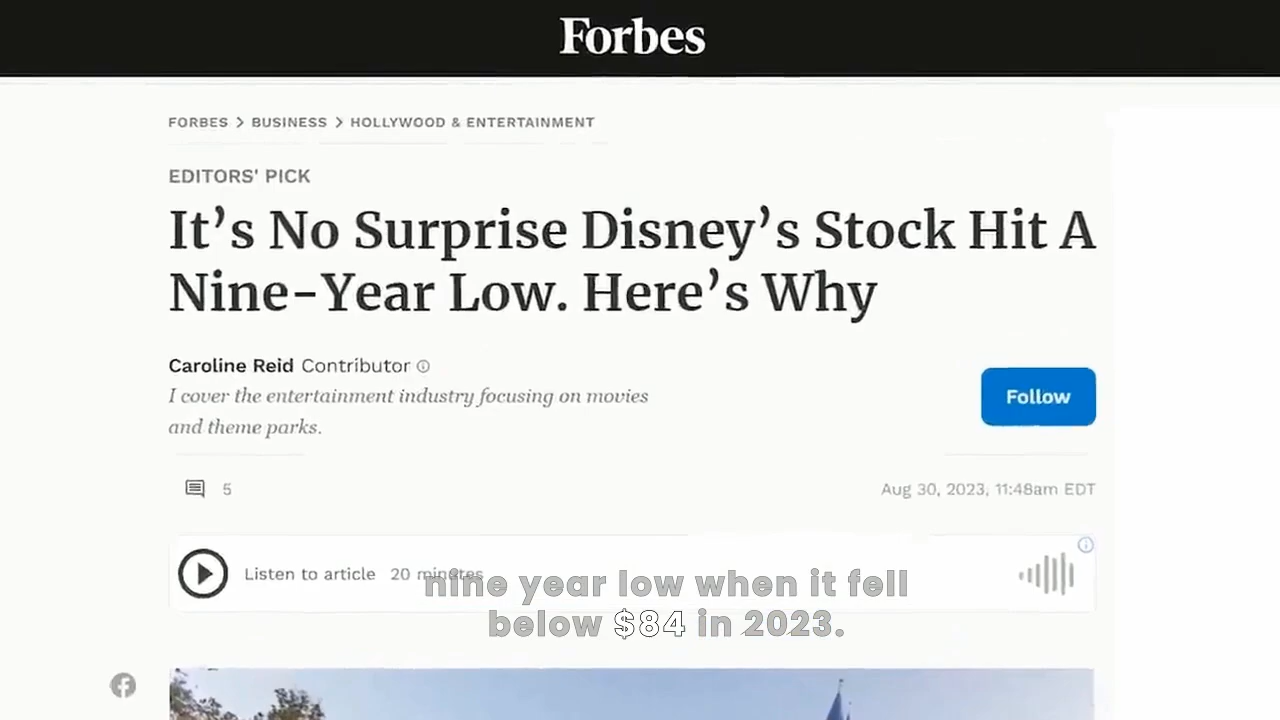 Forbes
FORBES > BUSINESS > HOLLYWOOD & ENTERTAINMENT
EDITORS' PICK
It's No Surprise Disney's Stock Hit A
Nine-Year Low. Here's Why
Caroline Reid Contributor
I cover the entertainment industry focusing on movies
and theme parks.
Follow
5
Aug 30, 2023, 11:48am EDT
Listen to article 20 minutes
nine year low when it fell
below $84 in 2023.